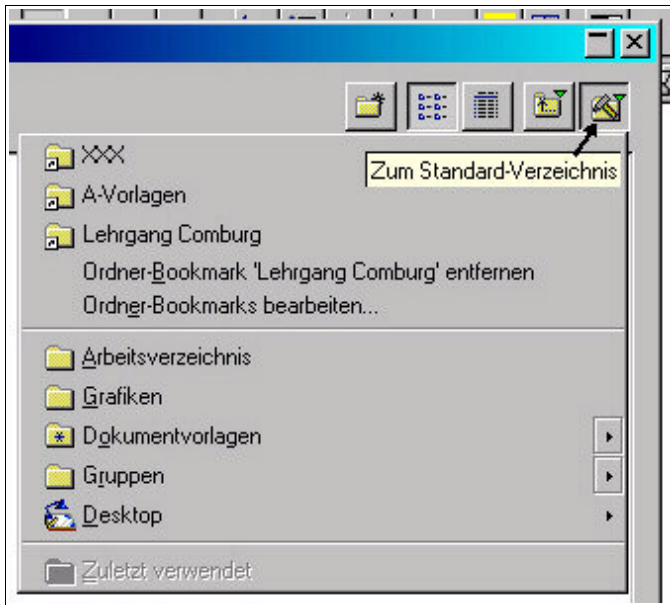 XXX
Zum Standard-Verzeichnis
A-Vorlagen
Lehrgang Comburg
Ordner-Bookmark 'Lehrgang Comburg' entfernen
Ordner-Bookmarks bearbeiten...
Arbeitsverzeichnis
Grafiken
Dokumentvorlagen
Gruppen
Desktop
Zuletzt verwendet